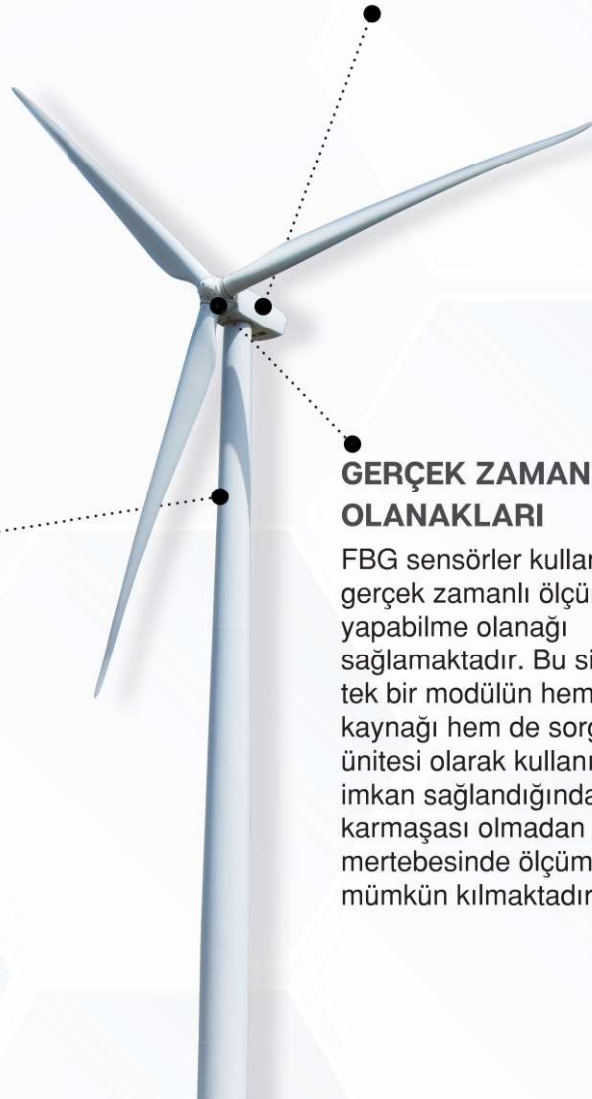 GERÇEK ZAMAN
OLANAKLARI
FBG sensörler kullan
gerçek zamanlı ölçü
yapabilme olanağı
sağlamaktadır. Bu si
tek bir modülün hem
kaynağı hem de sorg
ünitesi olarak kullanı
imkan sağlandığında
karmaşası olmadan
mertebesinde ölçüm
mümkün kılmaktadır